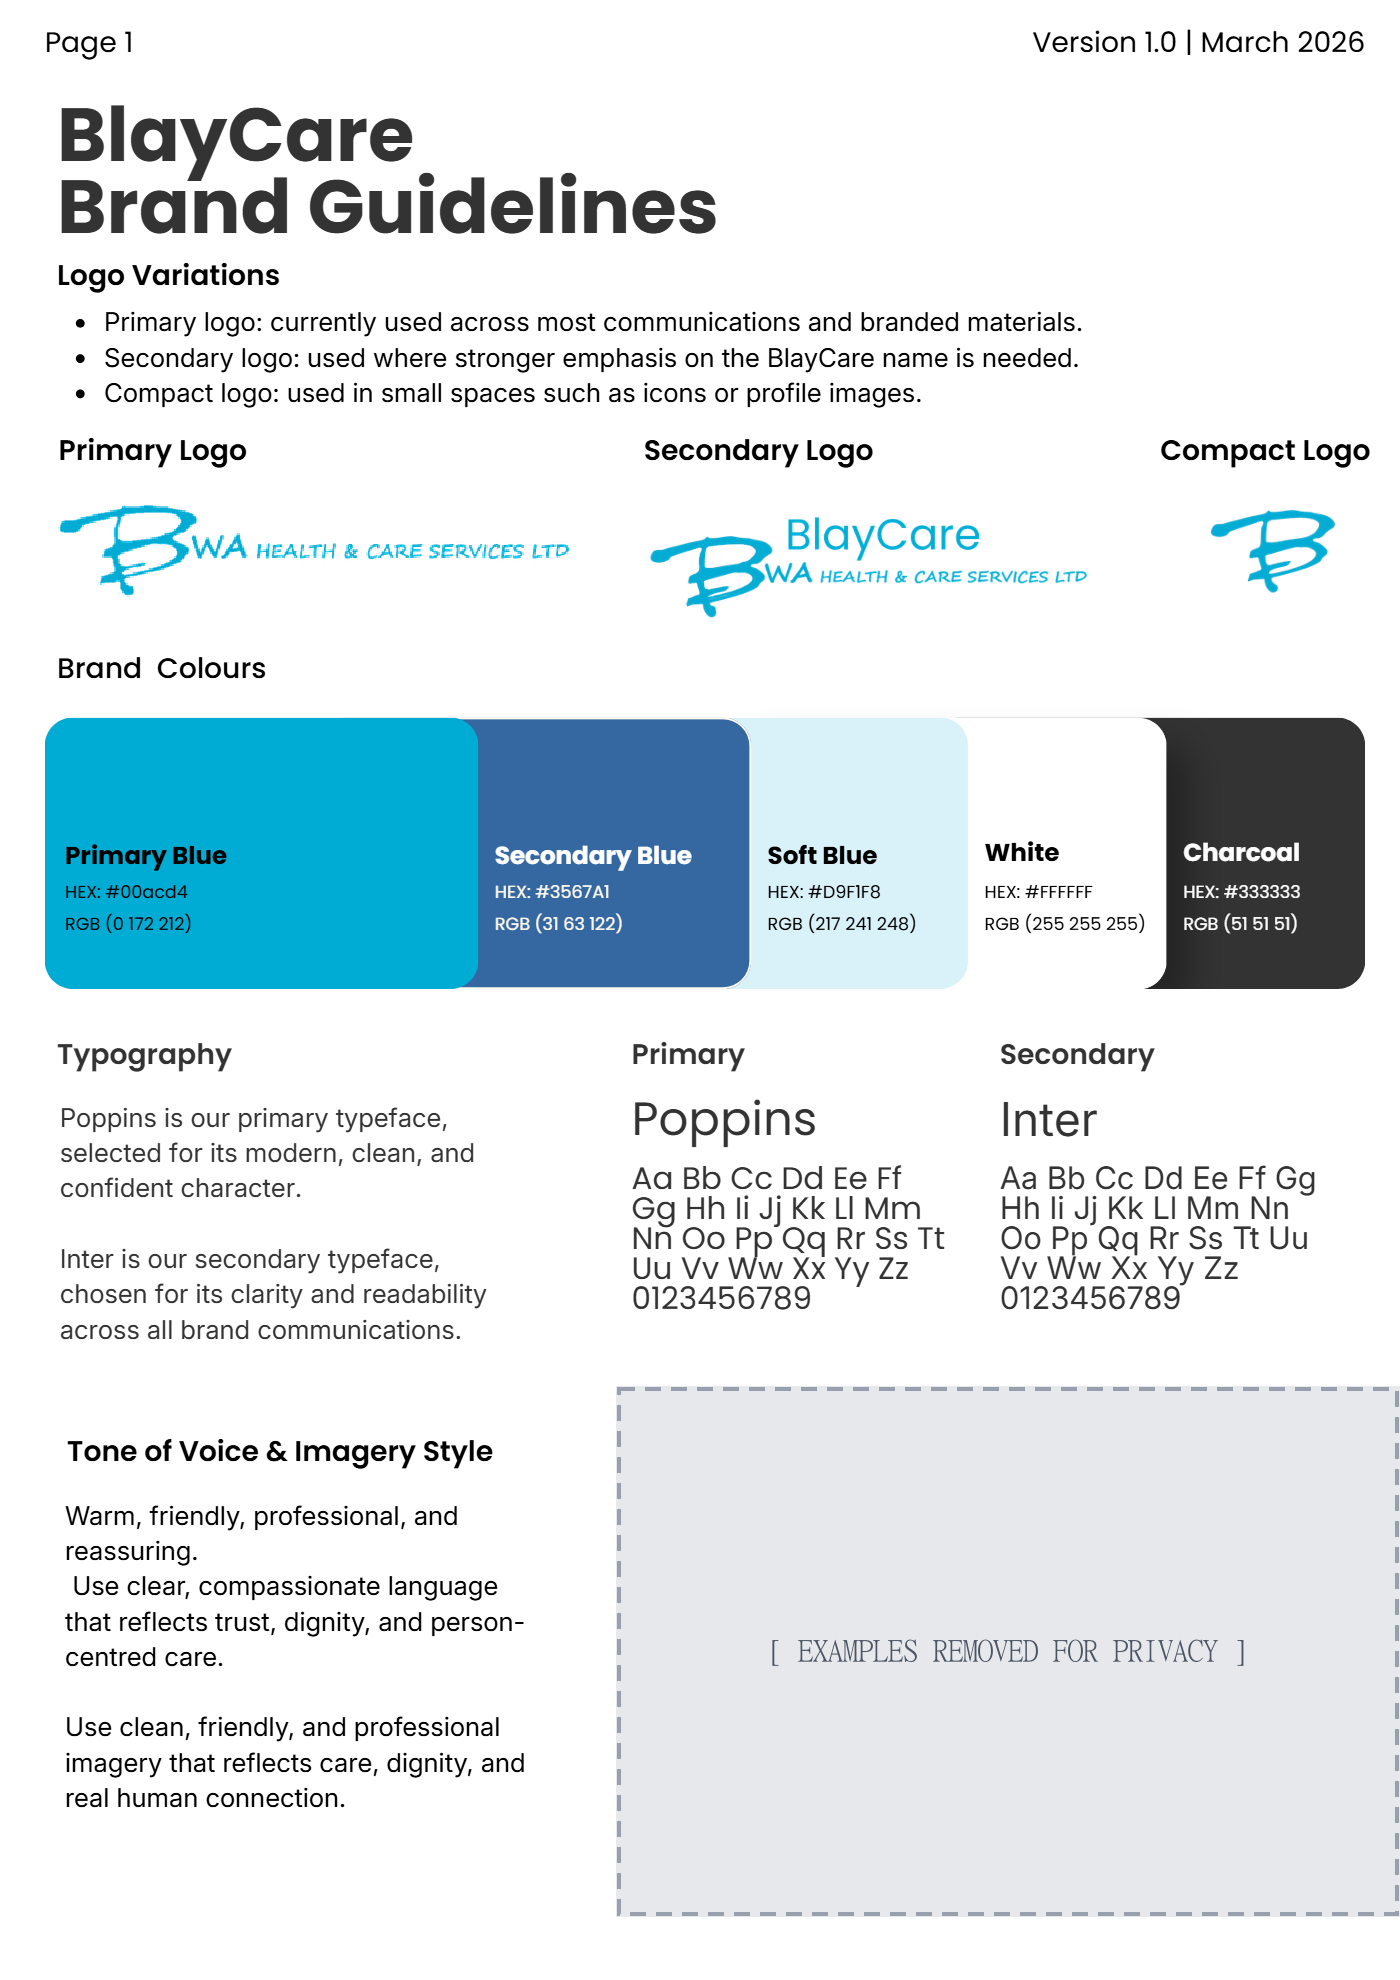 Page 1
Version 1.0 | March 2026
BlayCare
Brand Guidelines
Logo Variations
• Primary logo: currently used across most communications and branded materials.
• Secondary logo: used where stronger emphasis on the BlayCare name is needed.
• Compact logo: used in small spaces such as icons or profile images.
Primary Logo
Secondary Logo
Compact Logo
BWA HEALTH & CARE SERVICES LTD
BlayCare
BWA HEALTH & CARE SERVICES LTD
B
Brand  Colours
Primary Blue
HEX: #00acd4
RGB (0 172 212)
Secondary Blue
HEX: #3567A1
RGB (31 63 122)
Soft Blue
HEX: #D9F1F8
RGB (217 241 248)
White
HEX: #FFFFFF
RGB (255 255 255)
Charcoal
HEX: #333333
RGB (51 51 51)
Typography
Poppins is our primary typeface,
selected for its modern, clean, and
confident character.
Inter is our secondary typeface,
chosen for its clarity and readability
across all brand communications.
Primary
Poppins
Aa Bb Cc Dd Ee Ff
Gg Hh Ii Jj Kk Ll Mm
Nn Oo Pp Qq Rr Ss Tt
Uu Vv Ww Xx Yy Zz
0123456789
Secondary
Inter
Aa Bb Cc Dd Ee Ff Gg
Hh Ii Jj Kk Ll Mm Nn
Oo Pp Qq Rr Ss Tt Uu
Vv Ww Xx Yy Zz
0123456789
Tone of Voice & Imagery Style
Warm, friendly, professional, and
reassuring.
Use clear, compassionate language
that reflects trust, dignity, and person-
centred care.
Use clean, friendly, and professional
imagery that reflects care, dignity, and
real human connection.
[ EXAMPLES REMOVED FOR PRIVACY ]